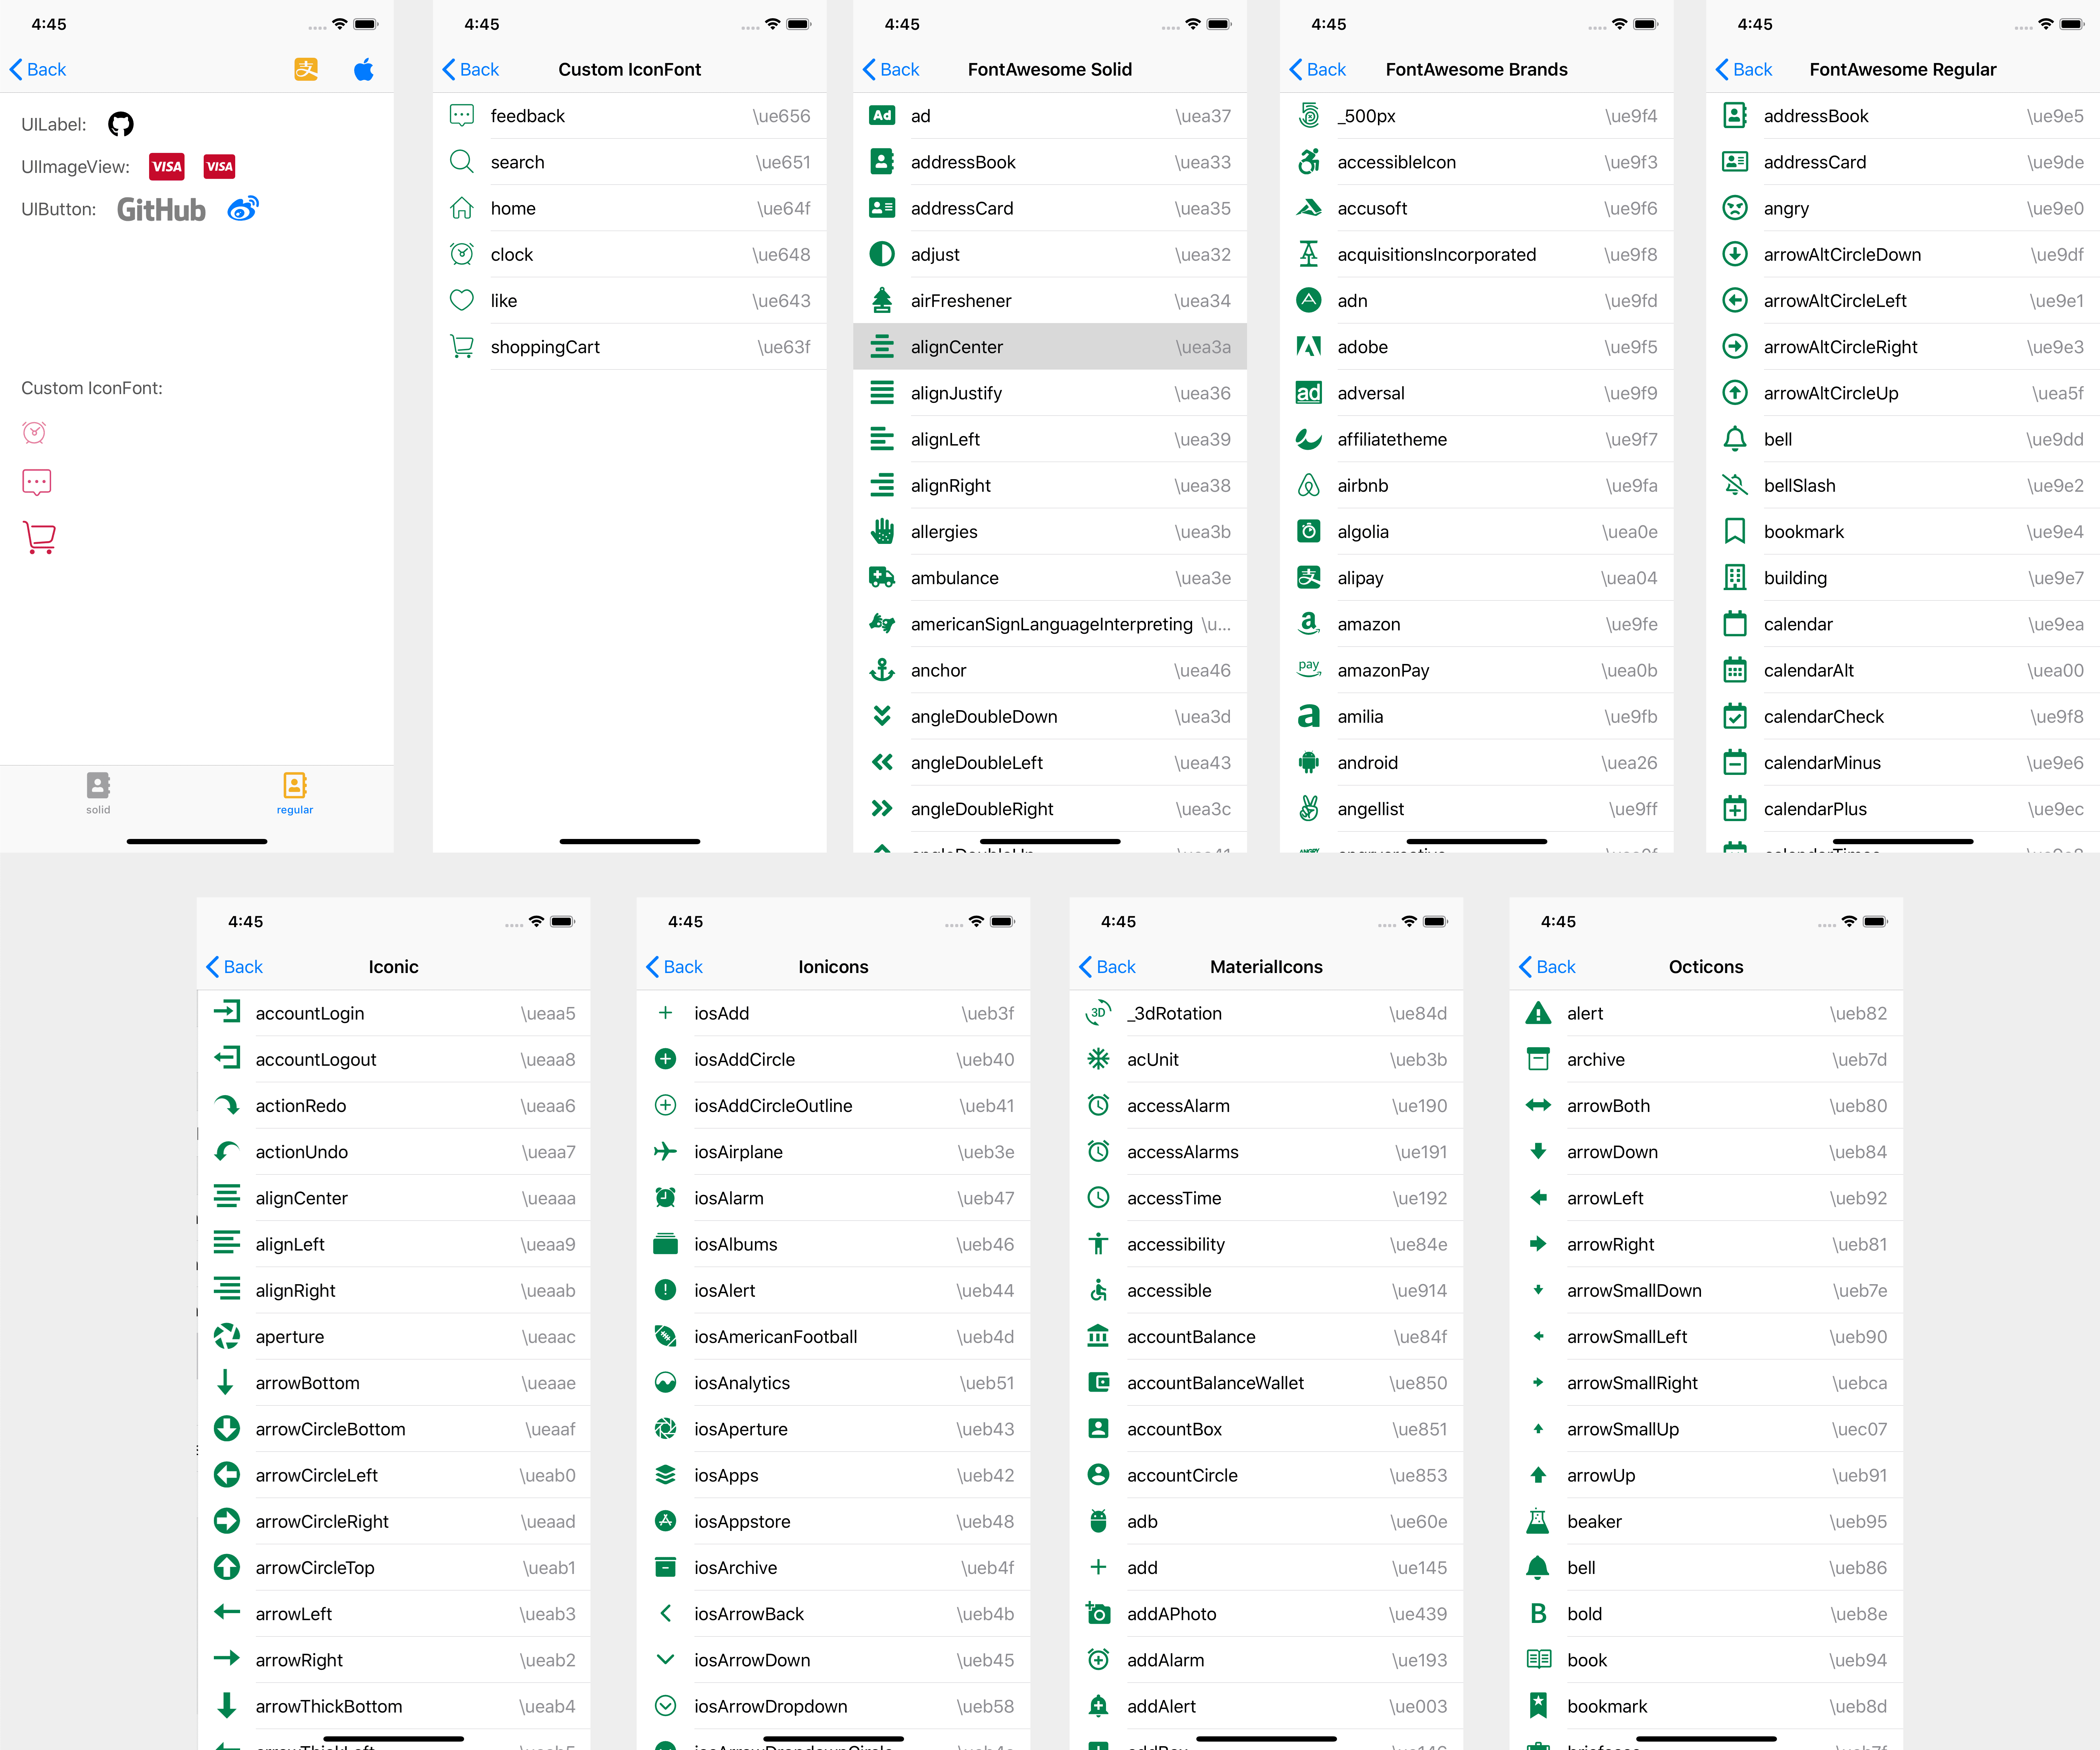 4:45
Back
UILabel:
UIImageView: VISA VISA
UIButton: GitHub
Custom IconFont:
solid regular
4:45
Back Custom IconFont
feedback \ue656
search \ue651
home \ue64f
clock \ue648
like \ue643
shoppingCart \ue63f
4:45
Back FontAwesome Solid
Ad ad \uea37
addressBook \uea33
addressCard \uea35
adjust \uea32
airFreshener \uea34
alignCenter \uea3a
alignJustify \uea36
alignLeft \uea39
alignRight \uea38
allergies \uea3b
ambulance \uea3e
americanSignLanguageInterpreting \u...
anchor \uea46
angleDoubleDown \uea3d
angleDoubleLeft \uea43
angleDoubleRight \uea3c
4:45
Back FontAwesome Brands
_500px \ue9f4
accessibleIcon \ue9f3
accusoft \ue9f6
acquisitionsIncorporated \ue9f8
adn \ue9fd
adobe \ue9f5
ad adversal \ue9f9
affiliatetheme \ue9f7
airbnb \ue9fa
algolia \uea0e
alipay \uea04
amazon \ue9fe
pay amazonPay \uea0b
amilia \ue9fb
android \uea26
angellist \ue9ff
4:45
Back FontAwesome Regular
addressBook \ue9e5
addressCard \ue9de
angry \ue9e0
arrowAltCircleDown \ue9df
arrowAltCircleLeft \ue9e1
arrowAltCircleRight \ue9e3
arrowAltCircleUp \uea5f
bell \ue9dd
bellSlash \ue9e2
bookmark \ue9e4
building \ue9e7
calendar \ue9ea
calendarAlt \uea00
calendarCheck \ue9f8
calendarMinus \ue9e6
calendarPlus \ue9ec
4:45
Back Iconic
accountLogin \ueaa5
accountLogout \ueaa8
actionRedo \ueaa6
actionUndo \ueaa7
alignCenter \ueaaa
alignLeft \ueaa9
alignRight \ueaab
aperture \ueaac
arrowBottom \ueaae
arrowCircleBottom \ueaaf
arrowCircleLeft \ueab0
arrowCircleRight \ueaad
arrowCircleTop \ueab1
arrowLeft \ueab3
arrowRight \ueab2
arrowThickBottom \ueab4
4:45
Back Ionicons
iosAdd \ueb3f
iosAddCircle \ueb40
iosAddCircleOutline \ueb41
iosAirplane \ueb3e
iosAlarm \ueb47
iosAlbums \ueb46
iosAlert \ueb44
iosAmericanFootball \ueb4d
iosAnalytics \ueb51
iosAperture \ueb43
iosApps \ueb42
iosAppstore \ueb48
iosArchive \ueb4f
iosArrowBack \ueb4b
iosArrowDown \ueb45
iosArrowDropdown \ueb58
4:45
Back MaterialIcons
3D _3dRotation \ue84d
acUnit \ueb3b
accessAlarm \ue190
accessAlarms \ue191
accessTime \ue192
accessibility \ue84e
accessible \ue914
accountBalance \ue84f
accountBalanceWallet \ue850
accountBox \ue851
accountCircle \ue853
adb \ue60e
add \ue145
addAPhoto \ue439
addAlarm \ue193
addAlert \ue003
4:45
Back Octicons
alert \ueb82
archive \ueb7d
arrowBoth \ueb80
arrowDown \ueb84
arrowLeft \ueb92
arrowRight \ueb81
arrowSmallDown \ueb7e
arrowSmallLeft \ueb90
arrowSmallRight \uebca
arrowSmallUp \uec07
arrowUp \ueb91
beaker \ueb95
bell \ueb86
B bold \ueb8e
book \ueb94
bookmark \ueb8d